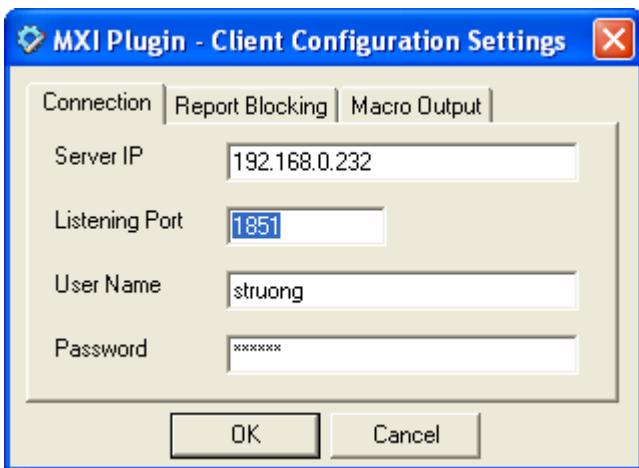 MXI Plugin - Client Configuration Settings
Connection Report Blocking Macro Output
Server IP 192.168.0.232
Listening Port 1851
User Name struong
Password ××××××
OK Cancel